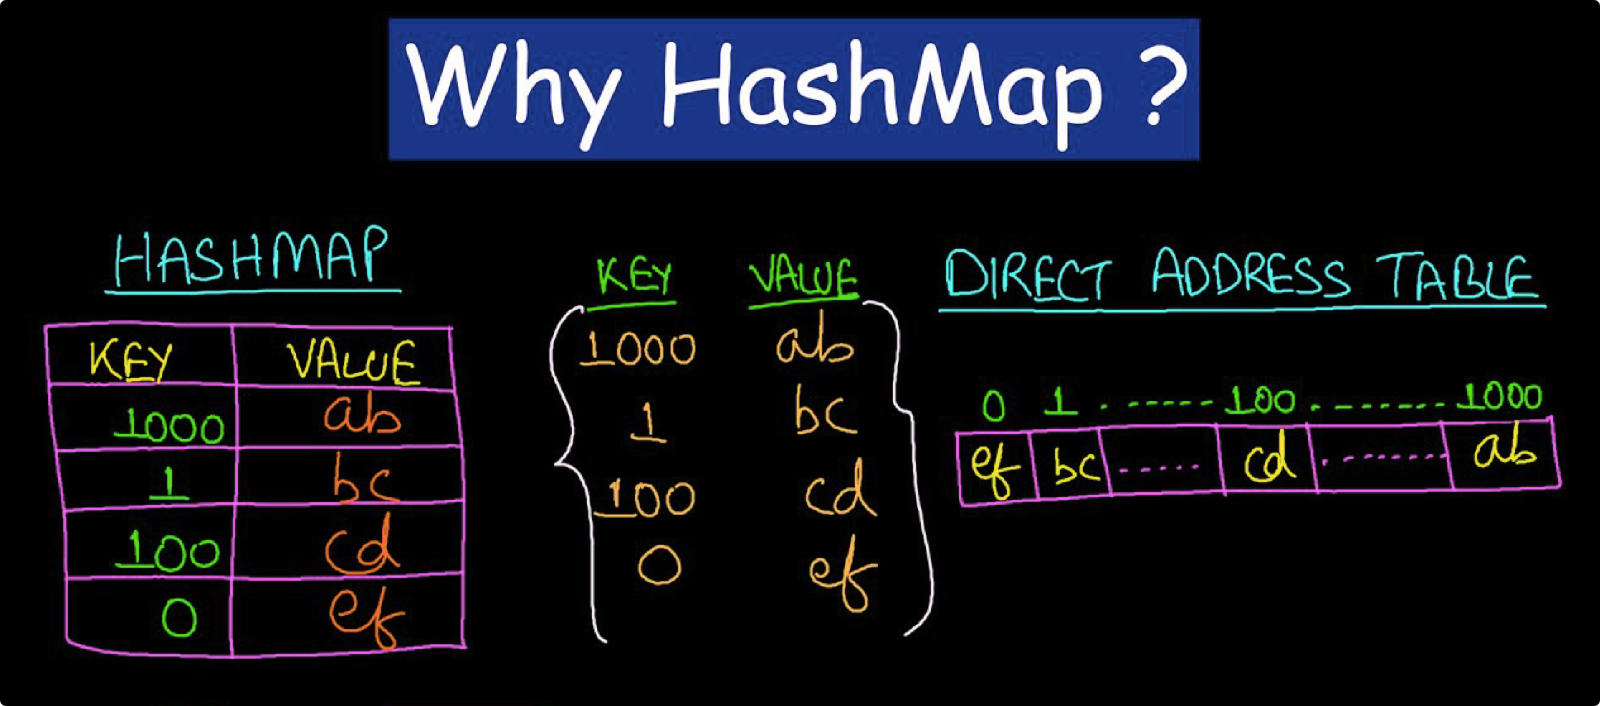 Why HashMap ?
HASHMAP
KEY VALUE
1000 ab
1 bc
100 cd
0 ef
KEY VALUE
1000 ab
1 bc
100 cd
0 ef
DIRECT ADDRESS TABLE
0 1 . ------- 100 . -------- 1000
ef bc ...... cd . -------- ab